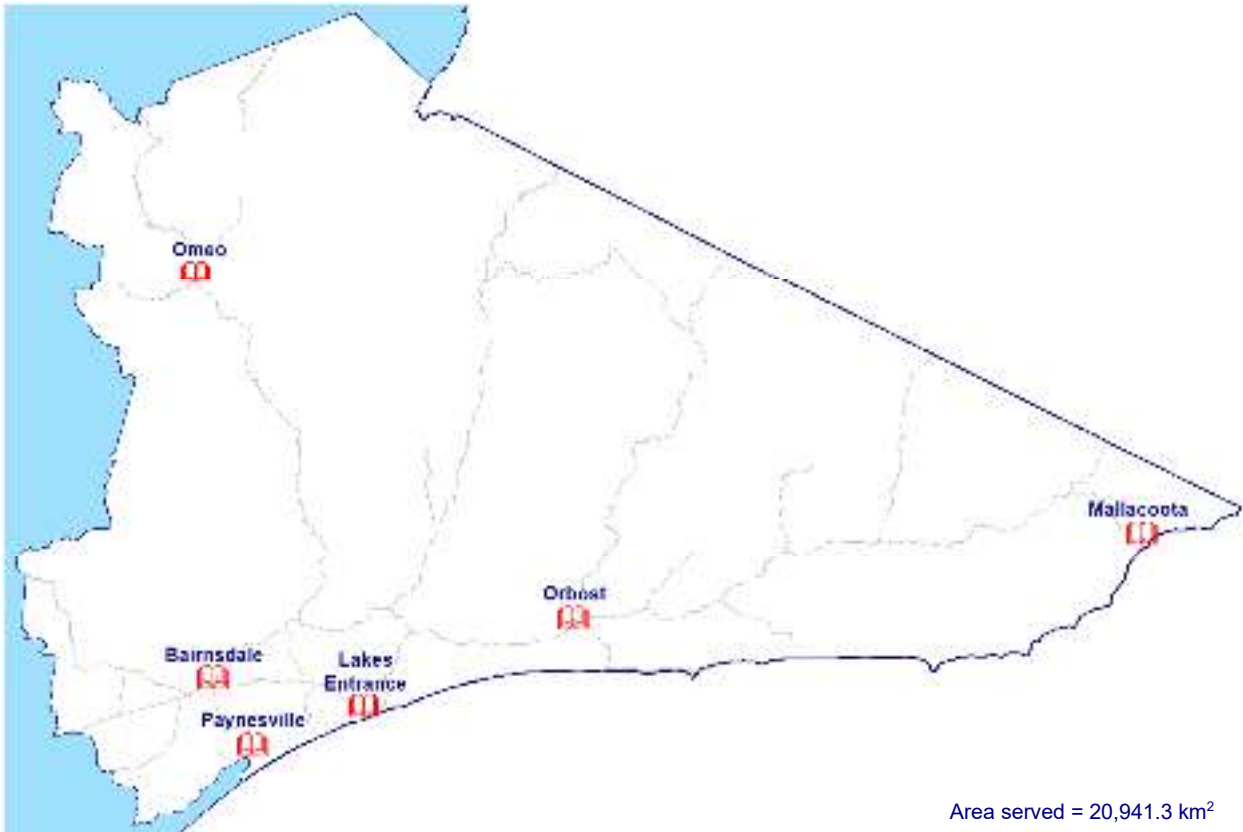 Omeo
Mallacoota
Orbost
Bairnsdale
Lakes
Entrance
Paynesville
Area served = 20,941.3 km²